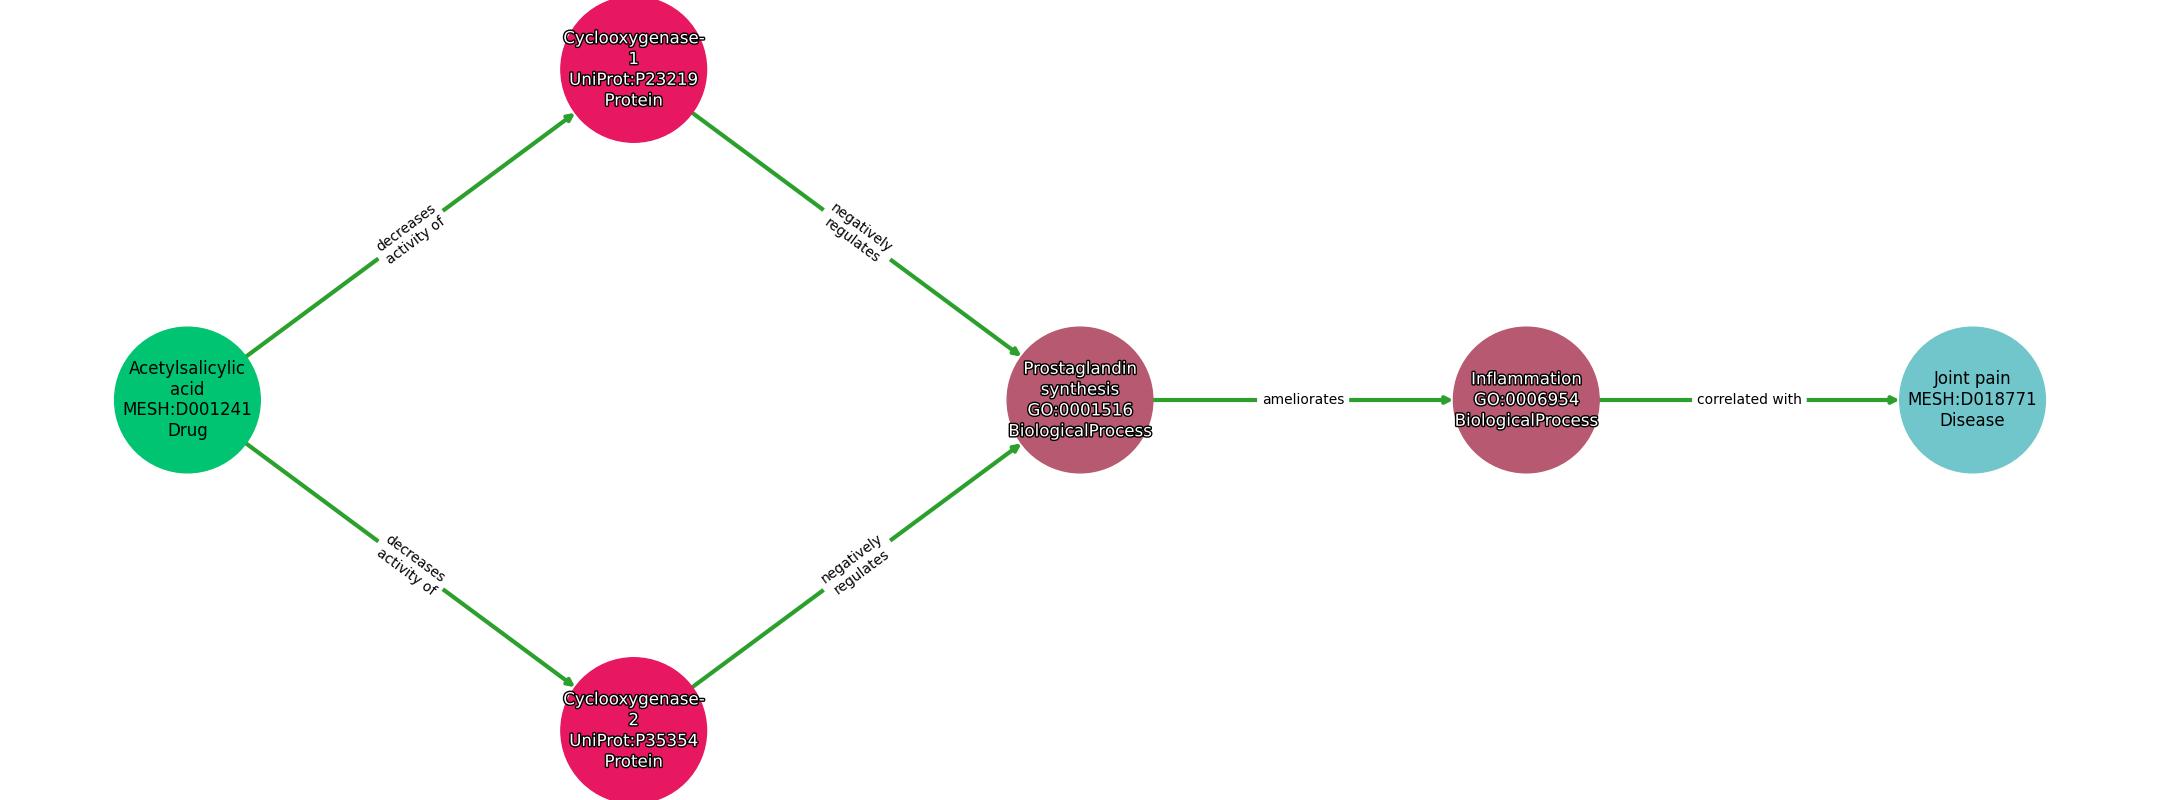 Cyclooxygenase-
1
UniProt:P23219
Protein
decreases
activity of
negatively
regulates
Acetylsalicylic
acid
MESH:D001241
Drug
Prostaglandin
synthesis
GO:0001516
BiologicalProcess
ameliorates
Inflammation
GO:0006954
BiologicalProcess
correlated with
Joint pain
MESH:D018771
Disease
decreases
activity of
negatively
regulates
Cyclooxygenase-
2
UniProt:P35354
Protein